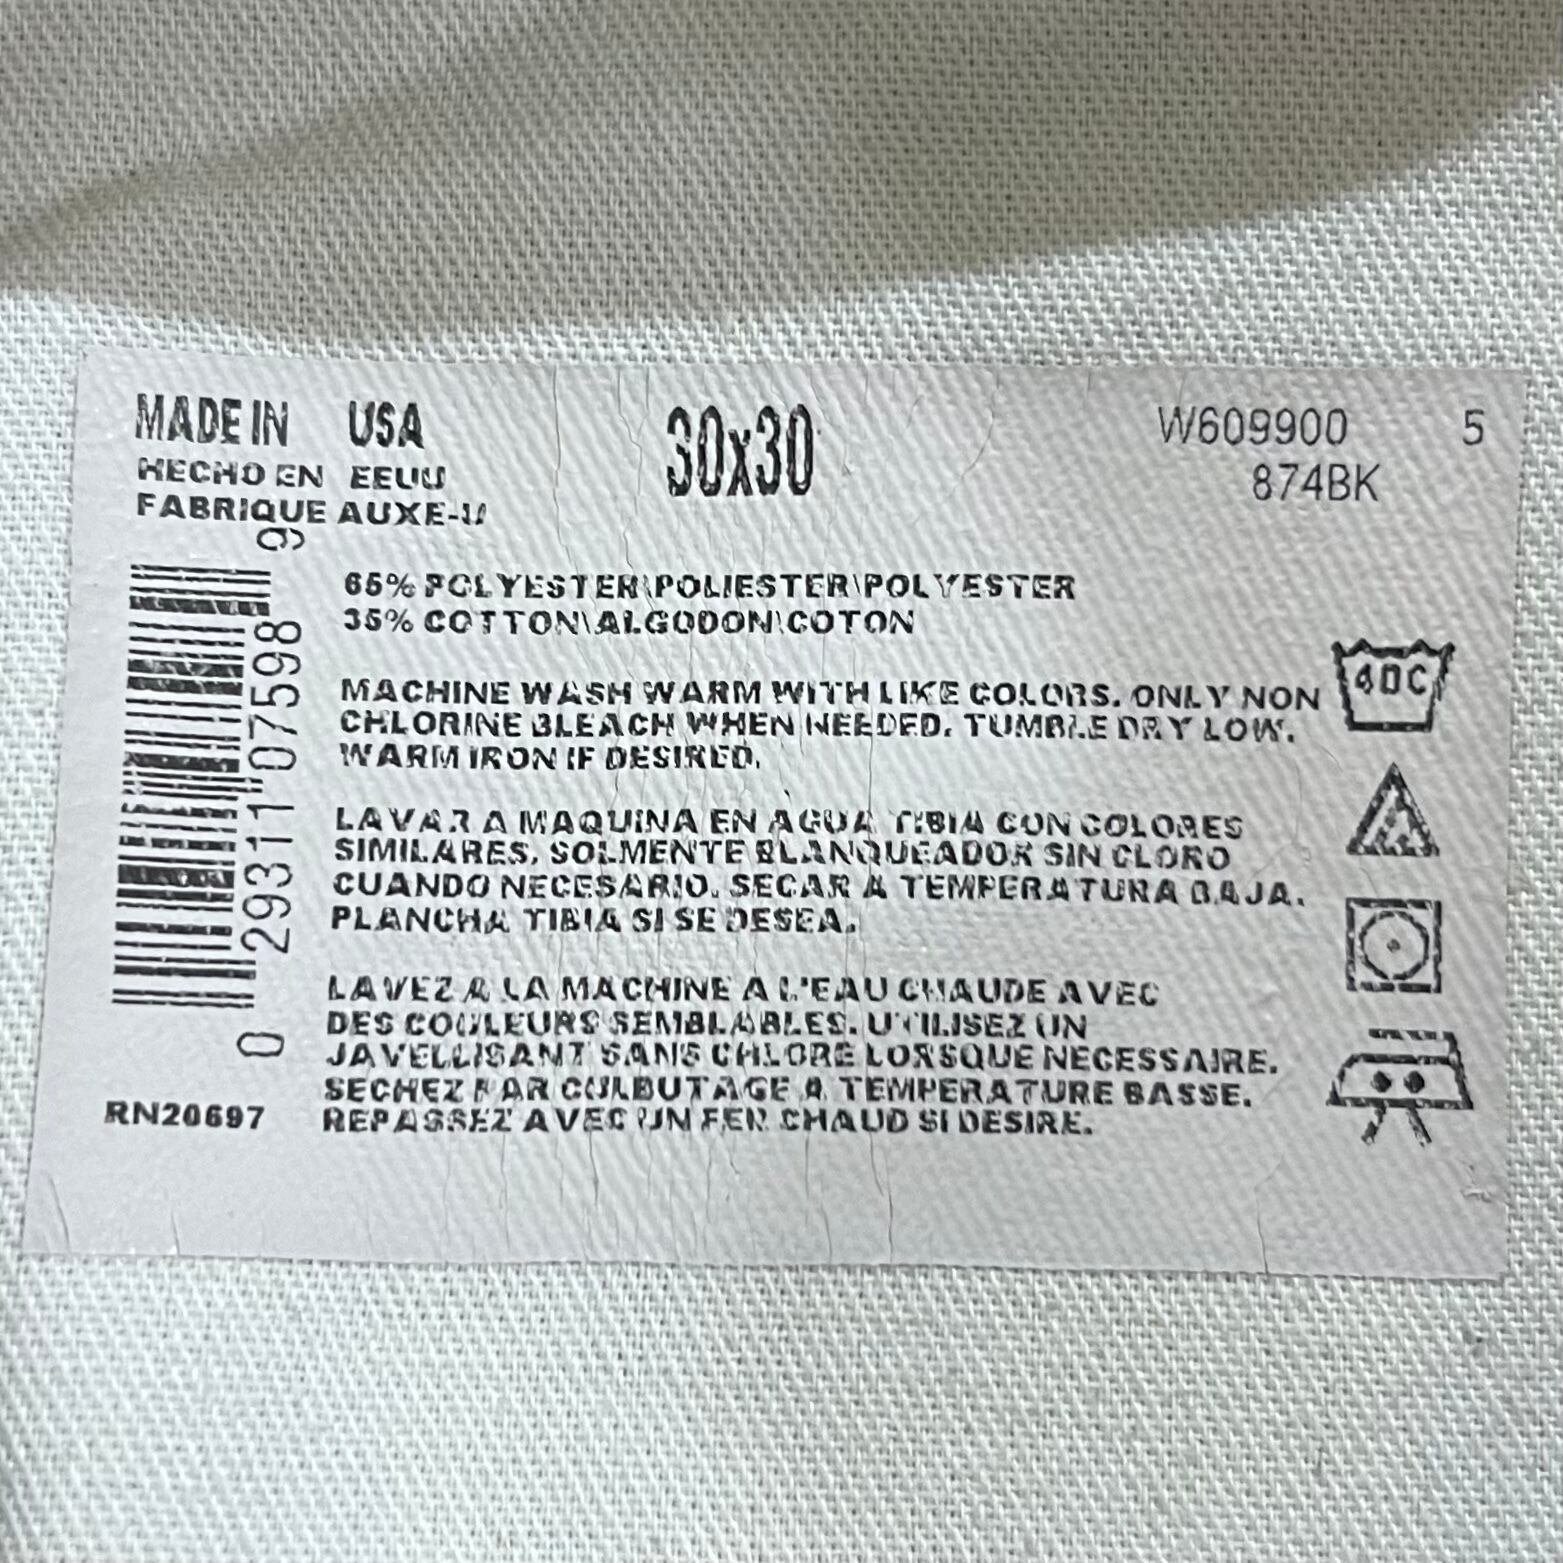 MADE IN USA
HECHO EN EEUU
FABRIQUE AUX E-U
30x30
W609900 5
874BK
0 29311 07598 9
RN20697
65% POLYESTER\POLIESTER\POLYESTER
35% COTTON\ALGODON\COTON
MACHINE WASH WARM WITH LIKE COLORS. ONLY NON
CHLORINE BLEACH WHEN NEEDED. TUMBLE DRY LOW.
WARM IRON IF DESIRED.
LAVAR A MAQUINA EN AGUA TIBIA CON COLORES
SIMILARES. SOLMENTE BLANQUEADOR SIN CLORO
CUANDO NECESARIO. SECAR A TEMPERATURA BAJA.
PLANCHA TIBIA SI SE DESEA.
LAVEZ A LA MACHINE A L'EAU CHAUDE AVEC
DES COULEURS SEMBLABLES. UTILISEZ UN
JAVELLISANT SANS CHLORE LORSQUE NECESSAIRE.
SECHEZ PAR CULBUTAGE A TEMPERATURE BASSE.
REPASSEZ AVEC UN FER CHAUD SI DESIRE.
40C